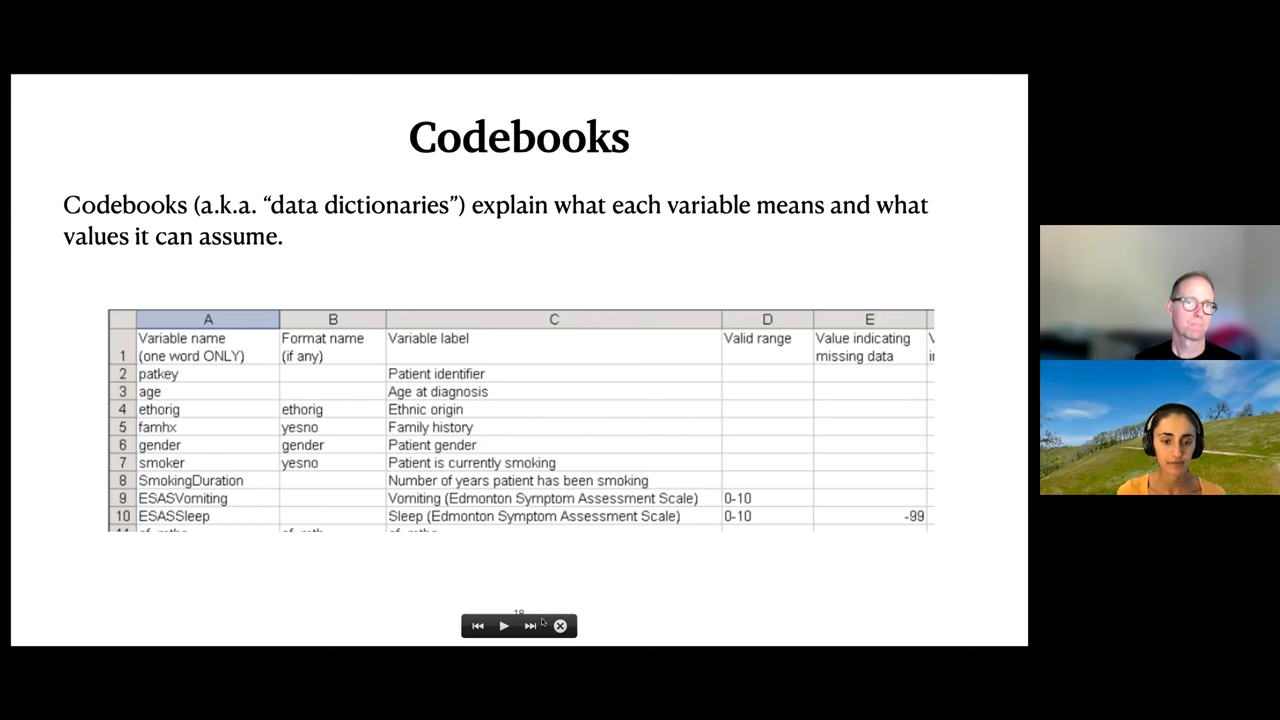 Codebooks
Codebooks (a.k.a. “data dictionaries”) explain what each variable means and what
values it can assume.
A B C D E
Variable name Format name Variable label Valid range Value indicating
1 (one word ONLY) (if any) missing data
2 patkey Patient identifier
3 age Age at diagnosis
4 ethorig ethorig Ethnic origin
5 famhx yesno Family history
6 gender gender Patient gender
7 smoker yesno Patient is currently smoking
8 SmokingDuration Number of years patient has been smoking
9 ESASVomiting Vomiting (Edmonton Symptom Assessment Scale) 0-10
10 ESASSleep Sleep (Edmonton Symptom Assessment Scale) 0-10 -99